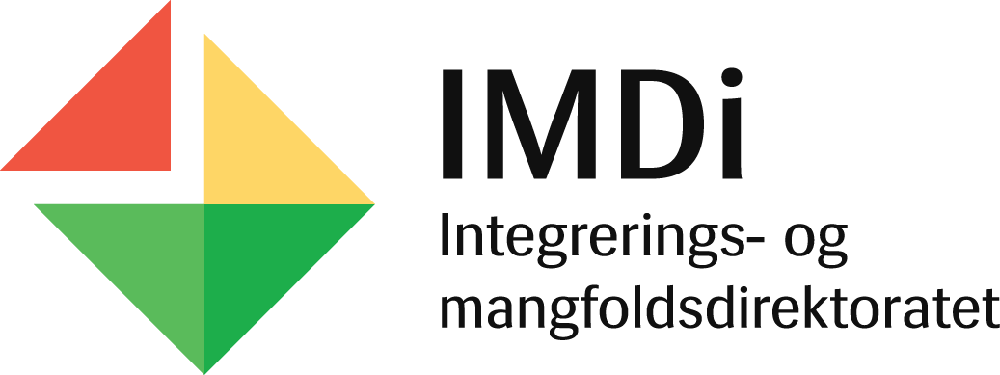 IMDi
Integrerings- og
mangfoldsdirektoratet